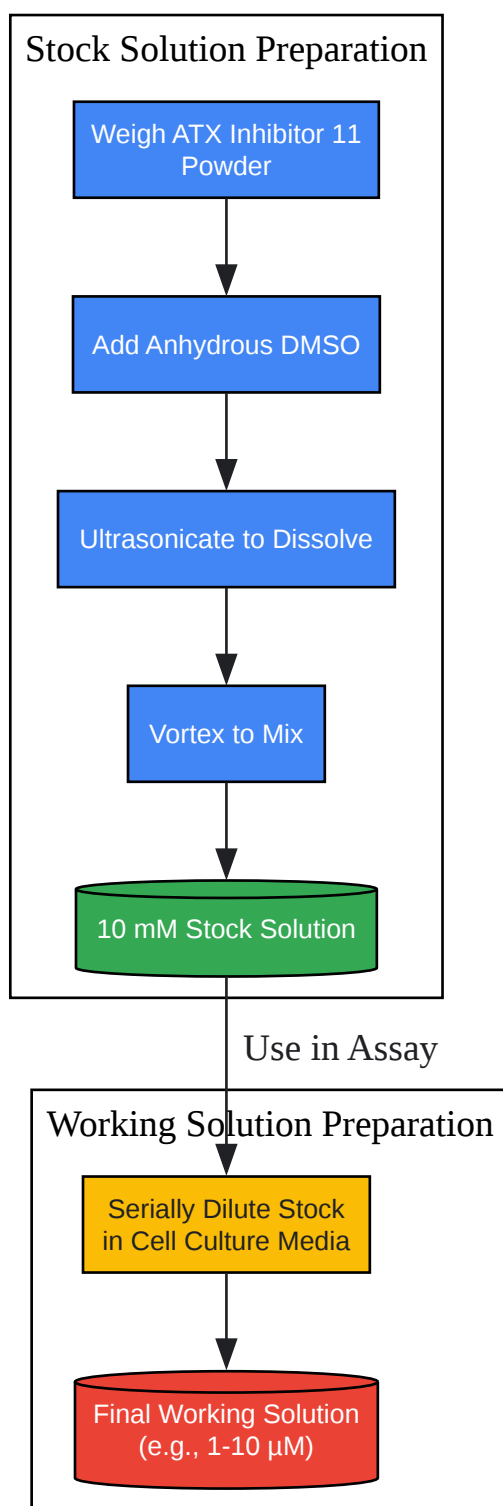 Stock Solution Preparation
Weigh ATX Inhibitor 11
Powder
Add Anhydrous DMSO
Ultrasonicate to Dissolve
Vortex to Mix
10 mM Stock Solution
Use in Assay
Working Solution Preparation
Serially Dilute Stock
in Cell Culture Media
Final Working Solution
(e.g., 1-10 µM)